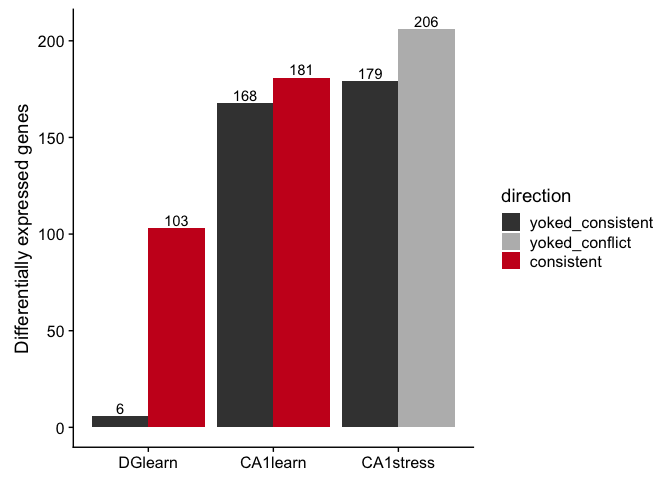 Differentially expressed genes
200
150
100
50
0
6
103
168
181
179
206
DGlearn
CA1learn
CA1stress
direction
yoked_consistent
yoked_conflict
consistent